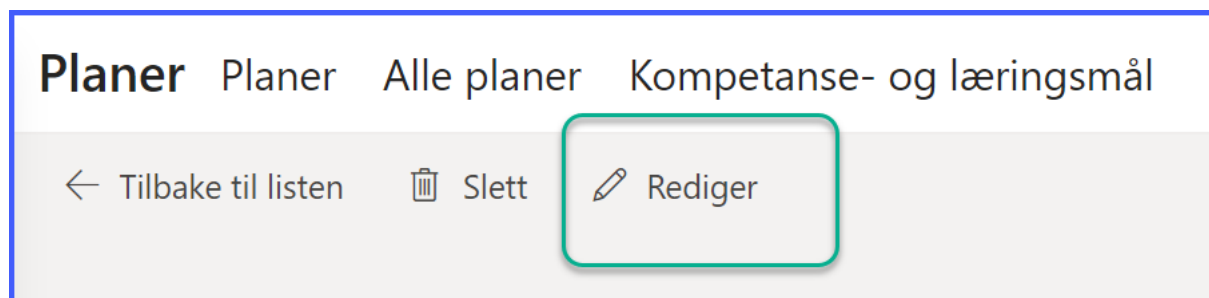 Planer Planer Alle planer Kompetanse- og læringsmål
Tilbake til listen Slett Rediger